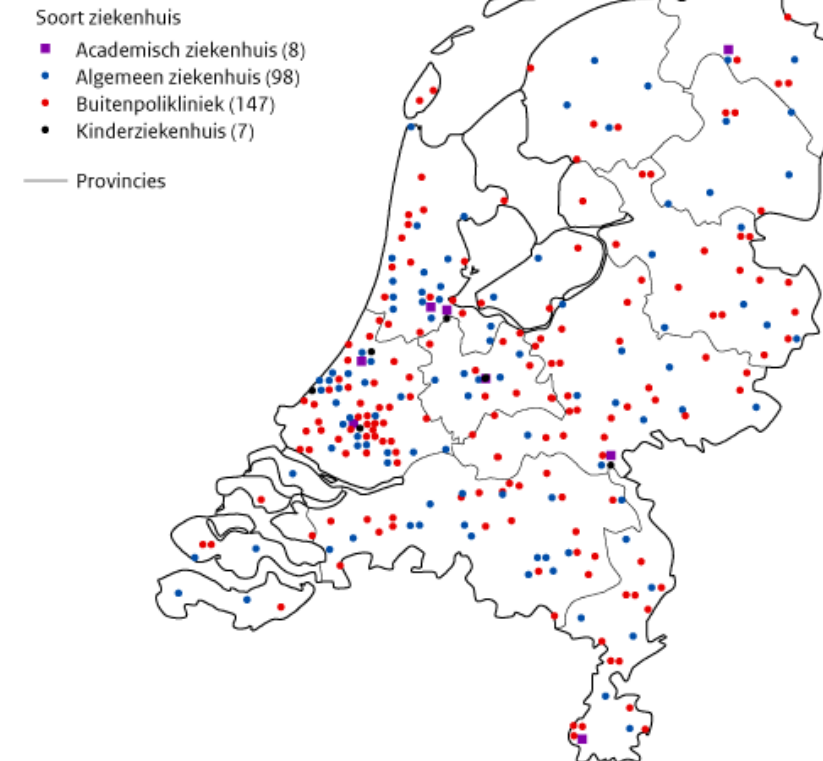 Soort ziekenhuis
Academisch ziekenhuis (8)
Algemeen ziekenhuis (98)
Buitenpolikliniek (147)
Kinderziekenhuis (7)
Provincies